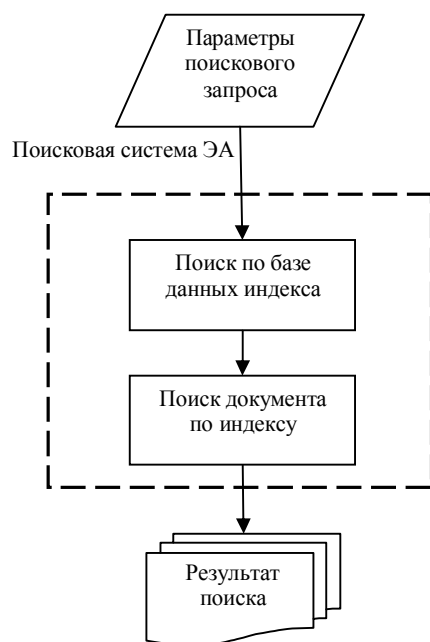 Параметры
поискового
запроса
Поисковая система ЭА
Поиск по базе
данных индекса
Поиск документа
по индексу
Результат
поиска